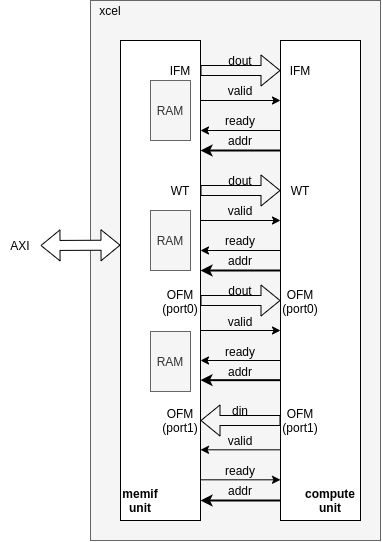 xcel
dout
IFM
IFM
valid
RAM
ready
addr
dout
WT
WT
valid
RAM
ready
AXI
addr
dout
OFM
(port0)
OFM
(port0)
valid
RAM
ready
addr
din
OFM
(port1)
OFM
(port1)
valid
ready
addr
memif
unit
compute
unit